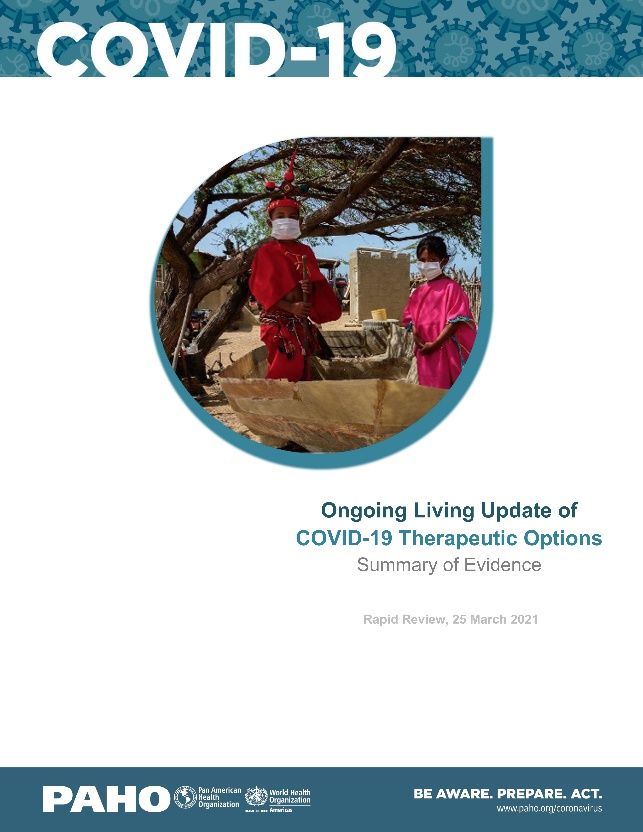 COVID-19
Ongoing Living Update of
COVID-19 Therapeutic Options
Summary of Evidence
Rapid Review, 25 March 2021
PAHO
Pan American
Health
Organization
World Health
Organization
Americas
BE AWARE. PREPARE. ACT.
www.paho.org/coronavirus